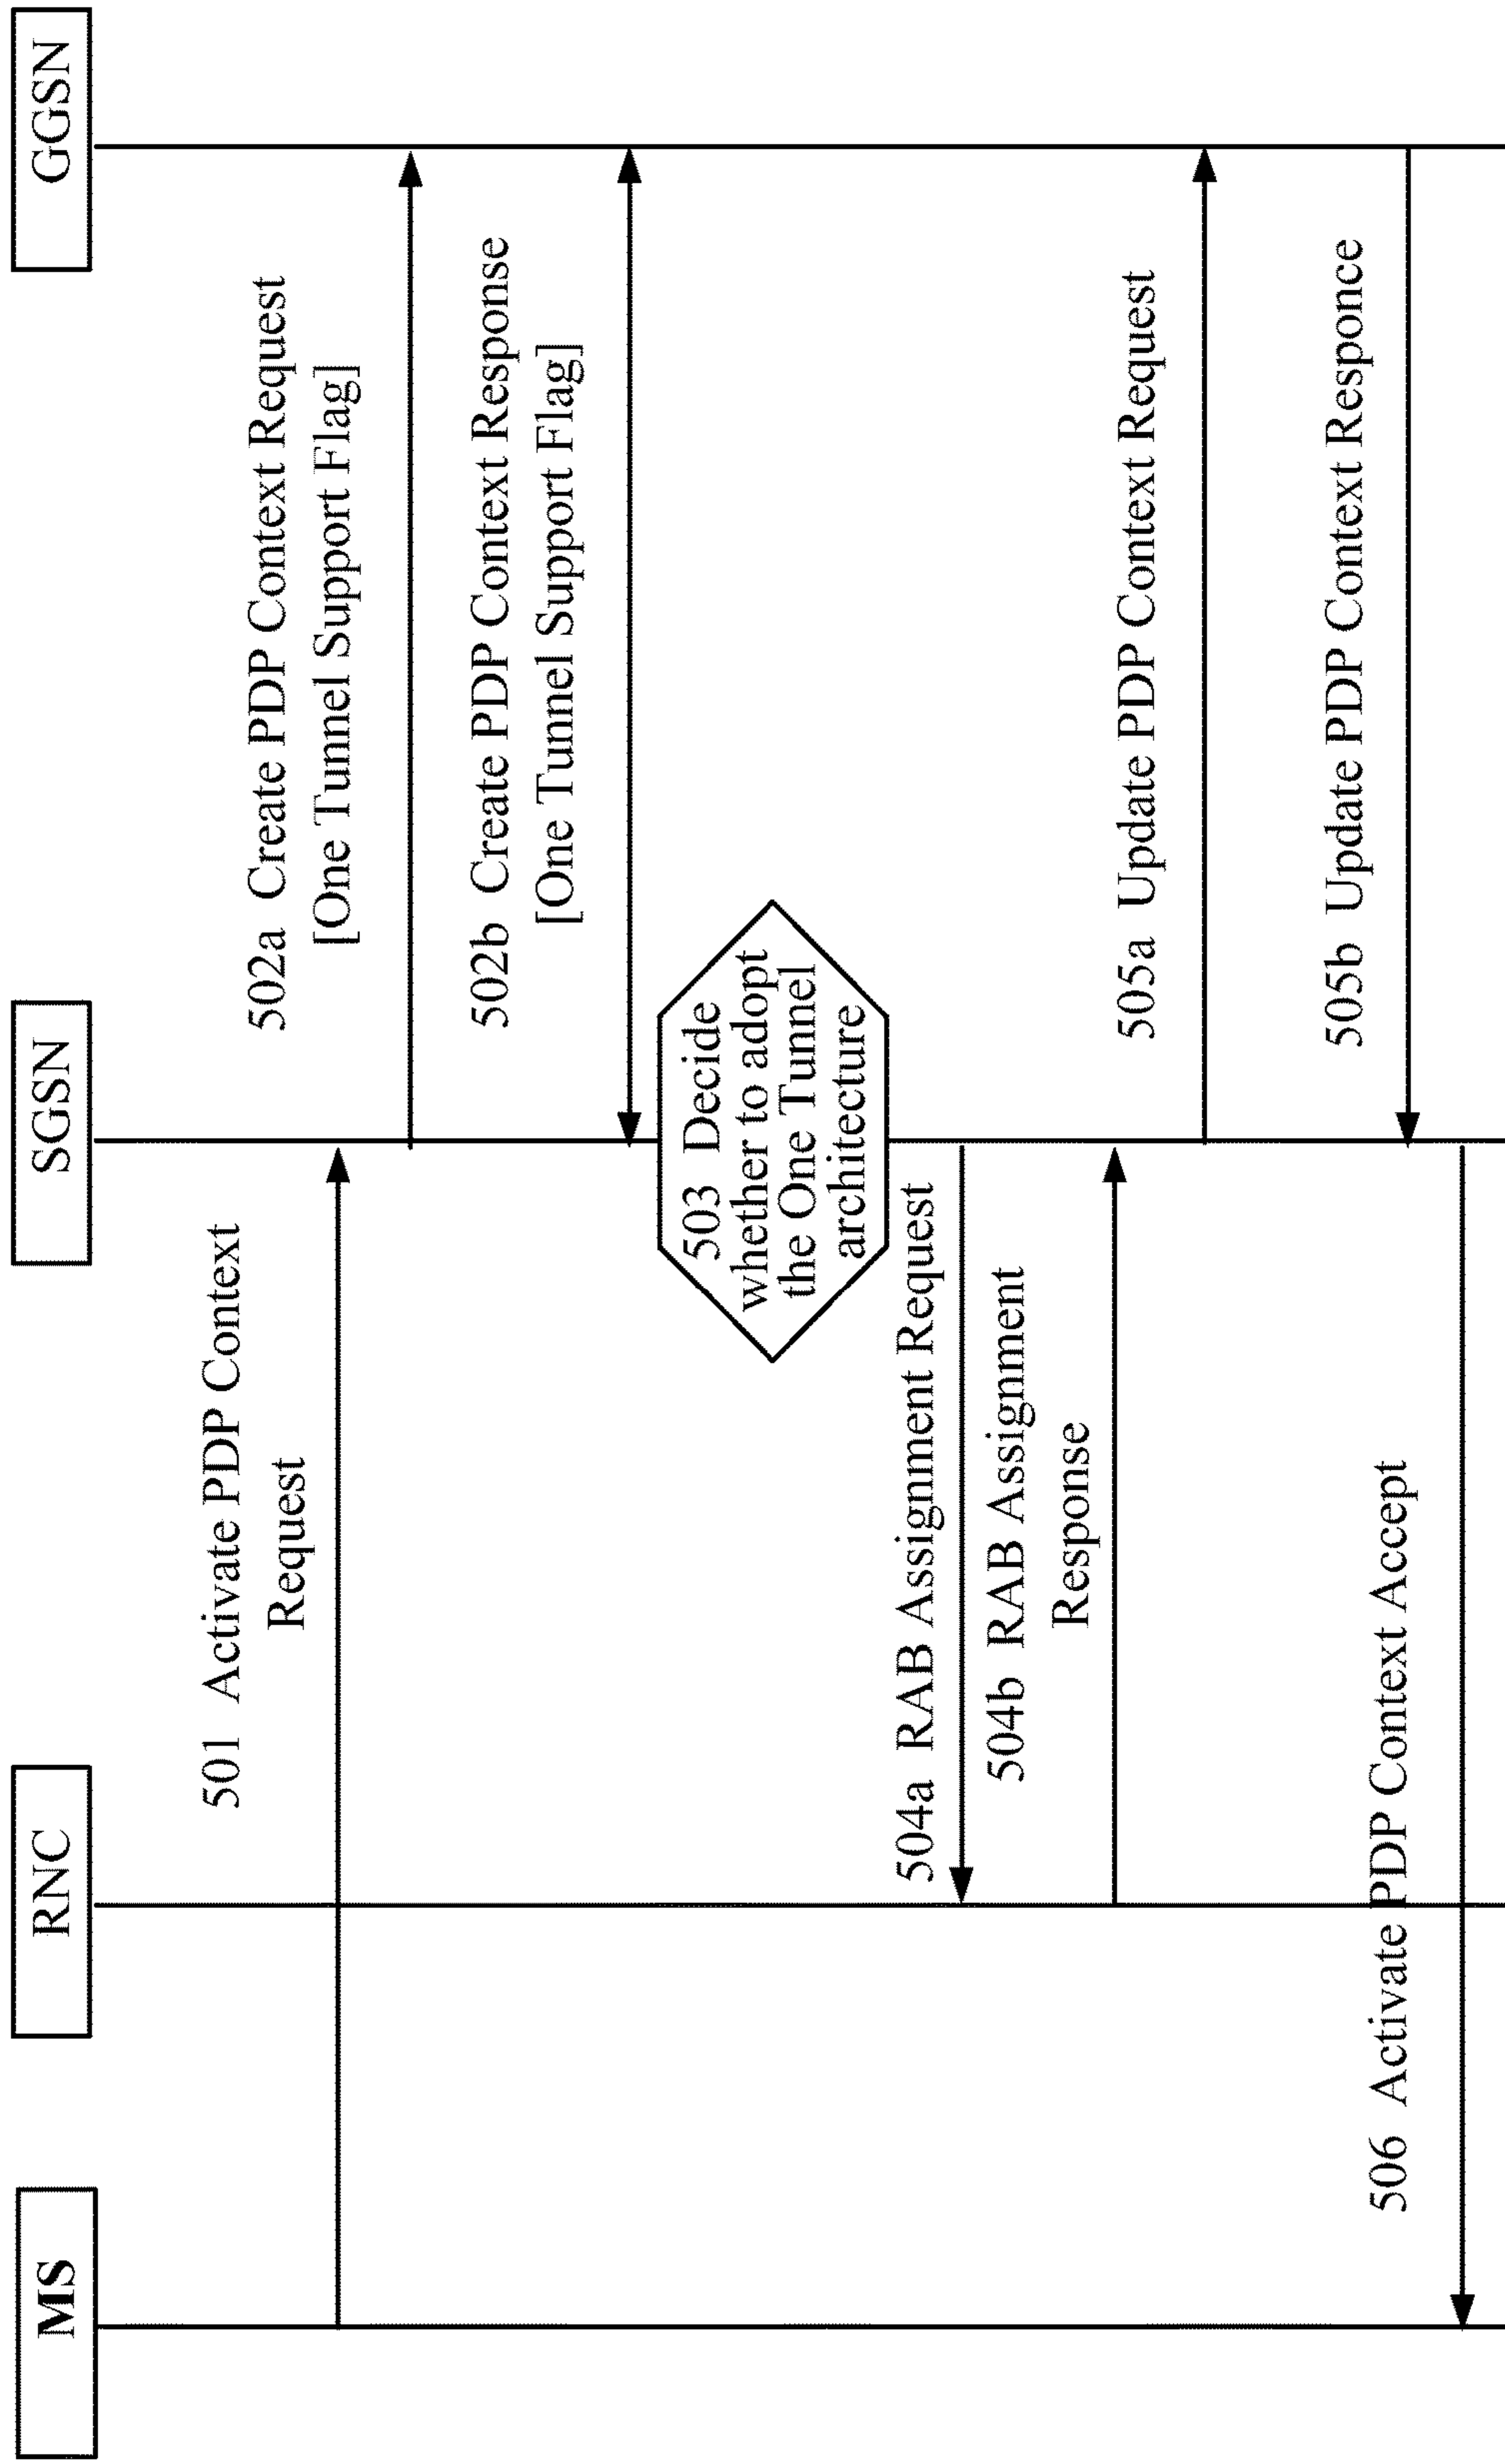 MS
RNC
SGSN
GGSN
501 Activate PDP Context
Request
502a Create PDP Context Request
[One Tunnel Support Flag]
502b Create PDP Context Response
[One Tunnel Support Flag]
503 Decide
whether to adopt
the One Tunnel
architecture
504a RAB Assignment Request
504b RAB Assignment
Response
505a Update PDP Context Request
505b Update PDP Context Responce
506 Activate PDP Context Accept